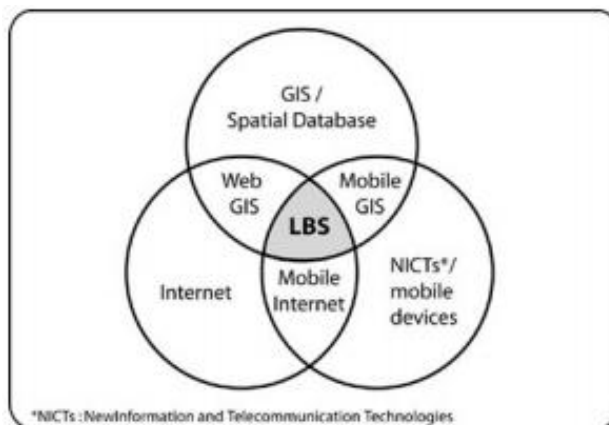 GIS /
Spatial Database
Web
GIS
Mobile
GIS
LBS
Internet
Mobile
Internet
NICTs*/
mobile
devices
*NICTs : NewInformation and Telecommunication Technologies